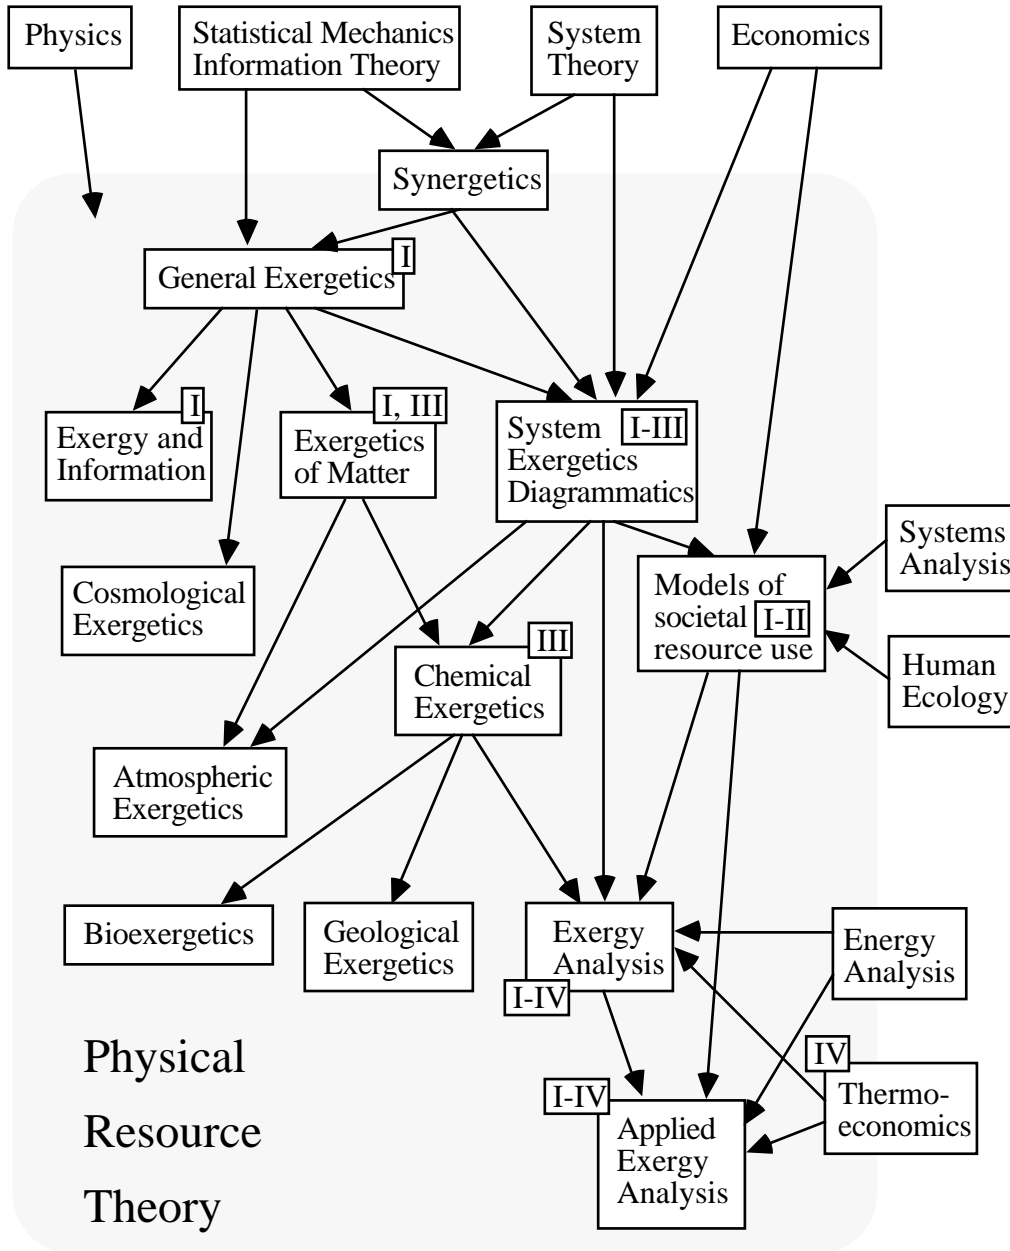 Physics
Statistical Mechanics
Information Theory
System
Theory
Economics
Synergetics
General Exergetics
I
I
Exergy and
Information
I, III
Exergetics
of Matter
System I-III
Exergetics
Diagrammatics
Systems
Analysis
Cosmological
Exergetics
Models of
societal I-II
resource use
III
Chemical
Exergetics
Human
Ecology
Atmospheric
Exergetics
Bioexergetics
Geological
Exergetics
Exergy
Analysis
I-IV
Energy
Analysis
IV
Thermo-
economics
I-IV
Applied
Exergy
Analysis
Physical
Resource
Theory